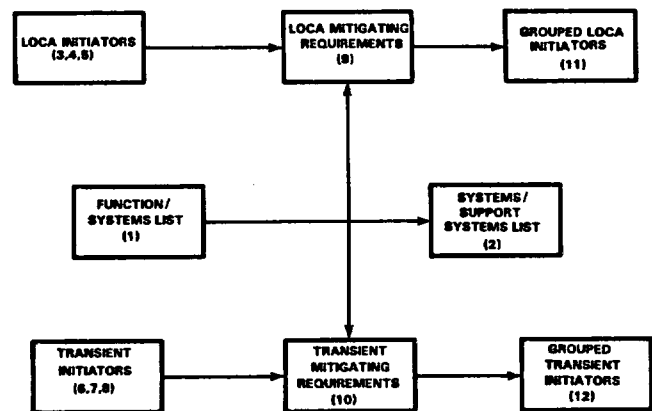 LOCA INITIATORS
(3,4,5)
LOCA MITIGATING
REQUIREMENTS
(9)
GROUPED LOCA
INITIATORS
(11)
FUNCTION/
SYSTEMS LIST
(1)
SYSTEMS/
SUPPORT
SYSTEMS LIST
(2)
TRANSIENT
INITIATORS
(6,7,8)
TRANSIENT
MITIGATING
REQUIREMENTS
(10)
GROUPED
TRANSIENT
INITIATORS
(12)